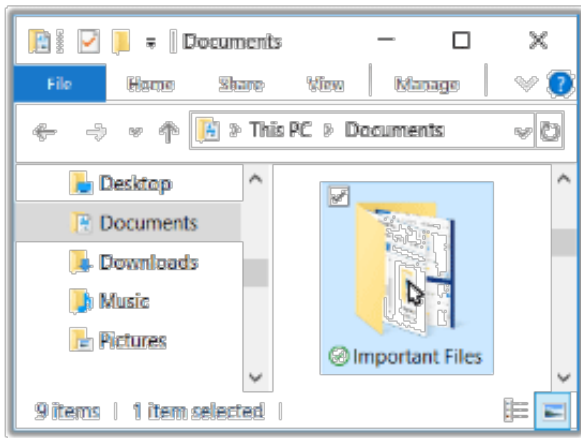 Documents
File Home Share View Manage ?
This PC Documents
Desktop
Documents
Downloads
Music
Pictures
Important Files
9 items 1 item selected